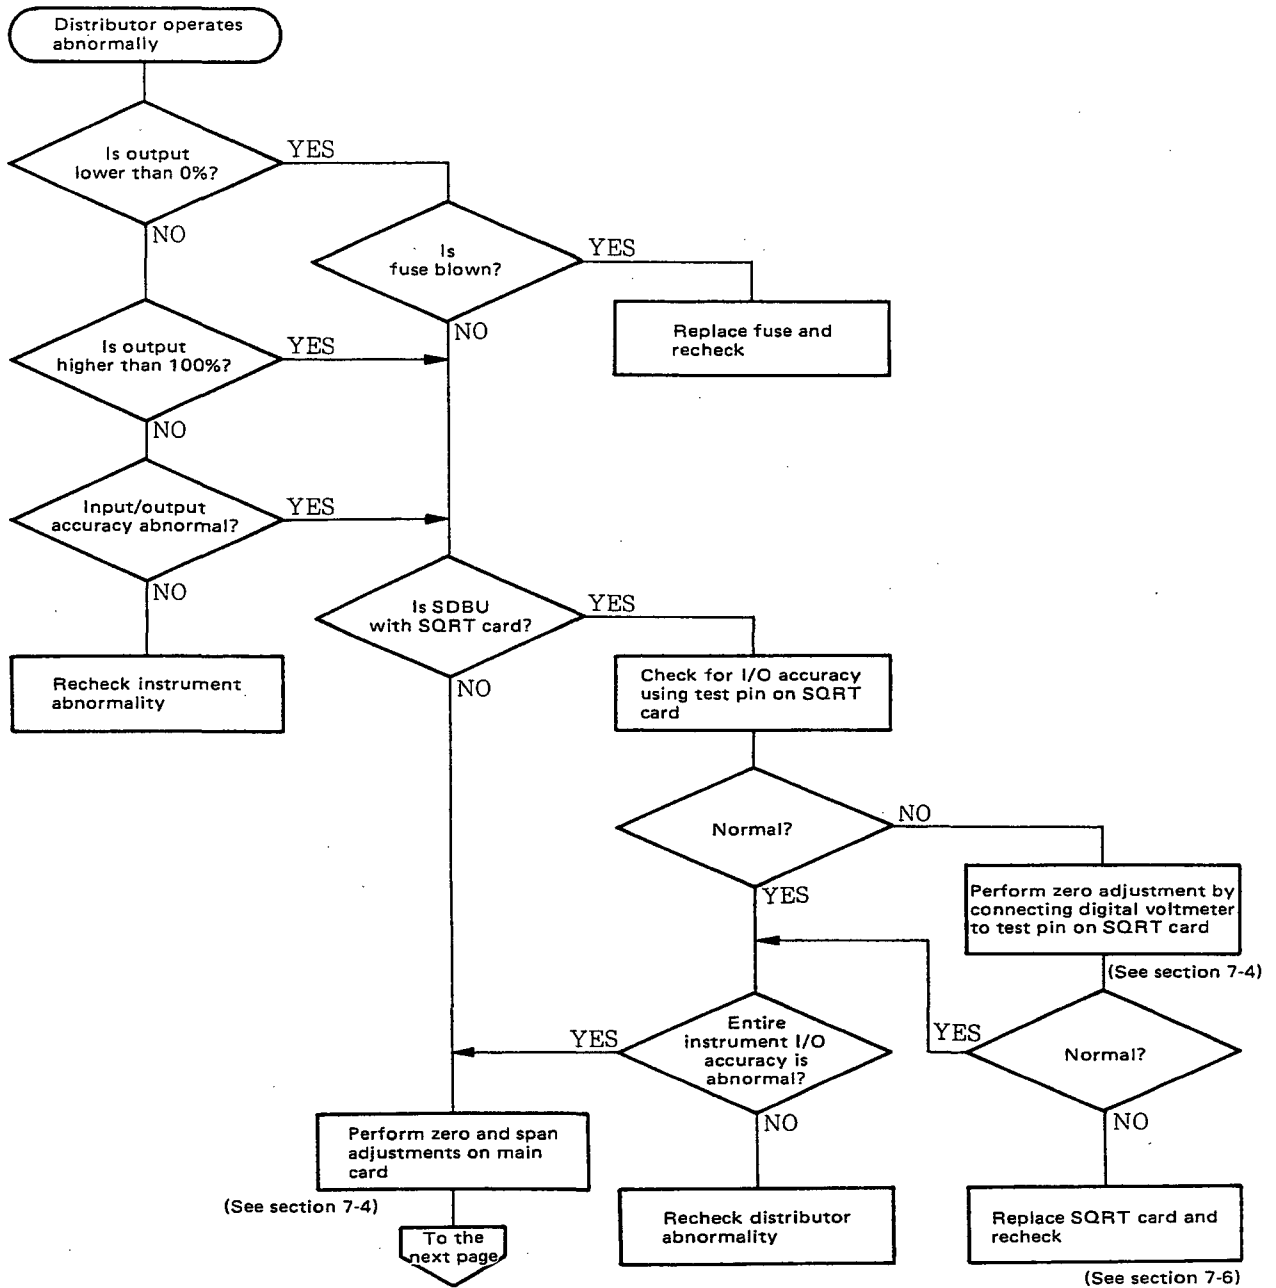 Distributor operates
abnormally
Is output
lower than 0%?
YES
NO
Is
fuse blown?
YES
NO
Replace fuse and
recheck
Is output
higher than 100%?
YES
NO
Input/output
accuracy abnormal?
YES
NO
Recheck instrument
abnormality
Is SDBU
with SQRT card?
YES
NO
Check for I/O accuracy
using test pin on SQRT
card
Normal?
NO
YES
Perform zero adjustment by
connecting digital voltmeter
to test pin on SQRT card
(See section 7-4)
Normal?
YES
NO
Entire
instrument I/O
accuracy is
abnormal?
YES
NO
Perform zero and span
adjustments on main
card
(See section 7-4)
To the
next page
Recheck distributor
abnormality
Replace SQRT card and
recheck
(See section 7-6)